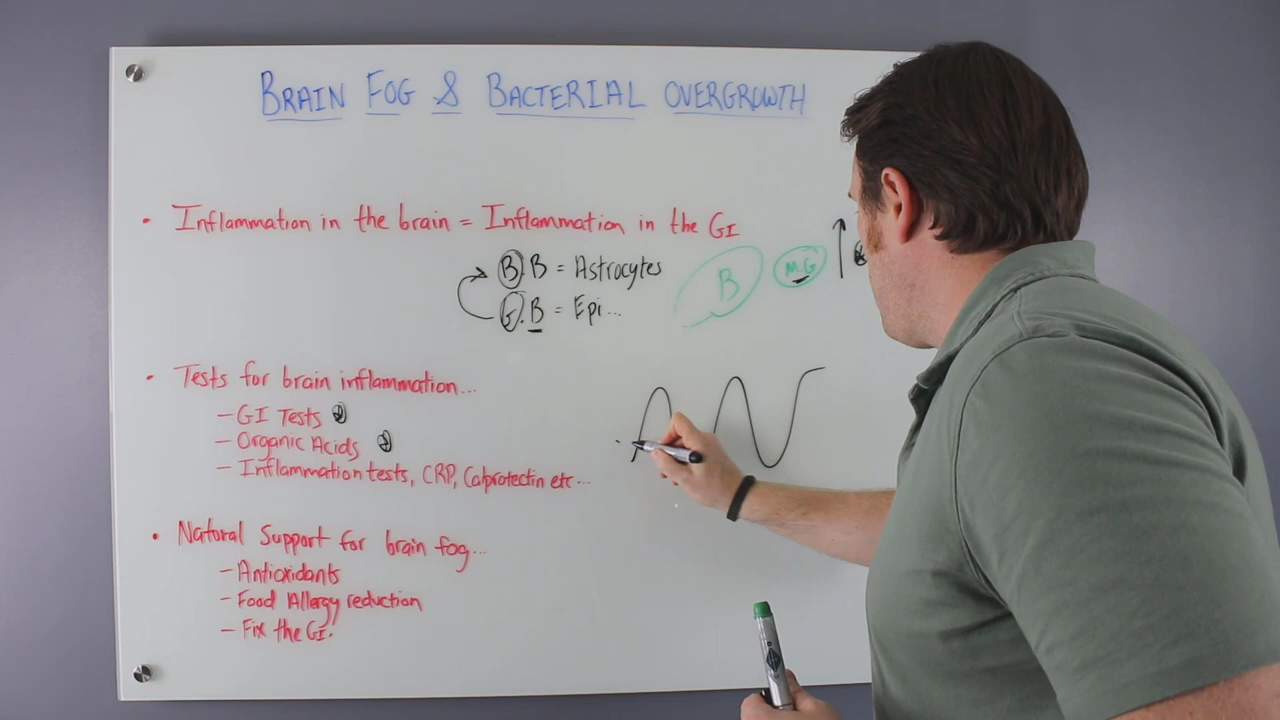 BRAIN FOG & BACTERIAL OVERGROWTH
• Inflammation in the brain = Inflammation in the GI
B.B = Astrocytes
G.B = Epi...
B
M.G
• Tests for brain inflammation...
- GI Tests
- Organic Acids
- Inflammation tests, CRP, Calprotectin etc...
• Natural Support for brain fog...
- Antioxidants
- Food Allergy reduction
- Fix the GI.